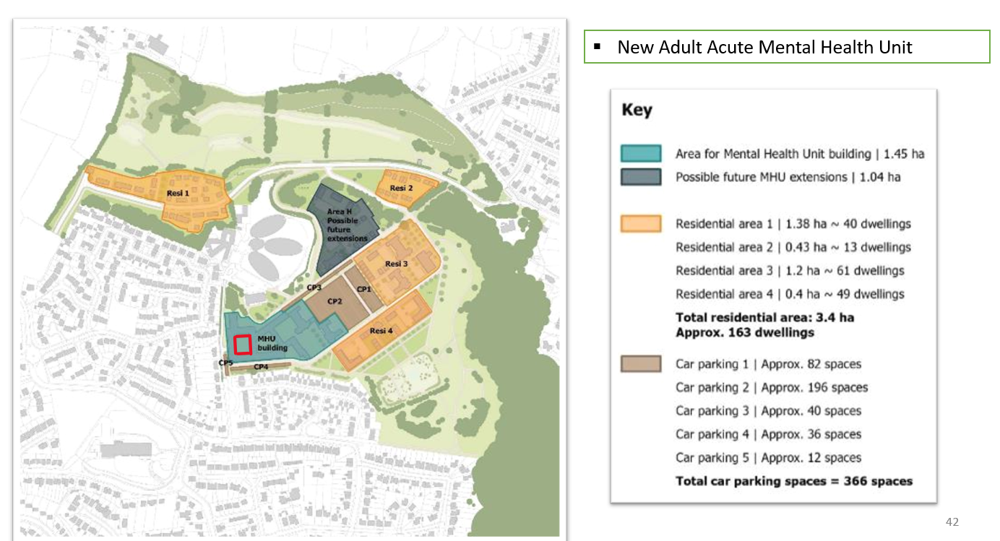 ▪ New Adult Acute Mental Health Unit
Resi 1
Resi 2
Area H
Possible
future
extensions
Resi 3
CP3
CP1
CP2
Resi 4
MHU
building
CP5
CP4
Key
Area for Mental Health Unit building | 1.45 ha
Possible future MHU extensions | 1.04 ha
Residential area 1 | 1.38 ha ~ 40 dwellings
Residential area 2 | 0.43 ha ~ 13 dwellings
Residential area 3 | 1.2 ha ~ 61 dwellings
Residential area 4 | 0.4 ha ~ 49 dwellings
Total residential area: 3.4 ha
Approx. 163 dwellings
Car parking 1 | Approx. 82 spaces
Car parking 2 | Approx. 196 spaces
Car parking 3 | Approx. 40 spaces
Car parking 4 | Approx. 36 spaces
Car parking 5 | Approx. 12 spaces
Total car parking spaces = 366 spaces
42